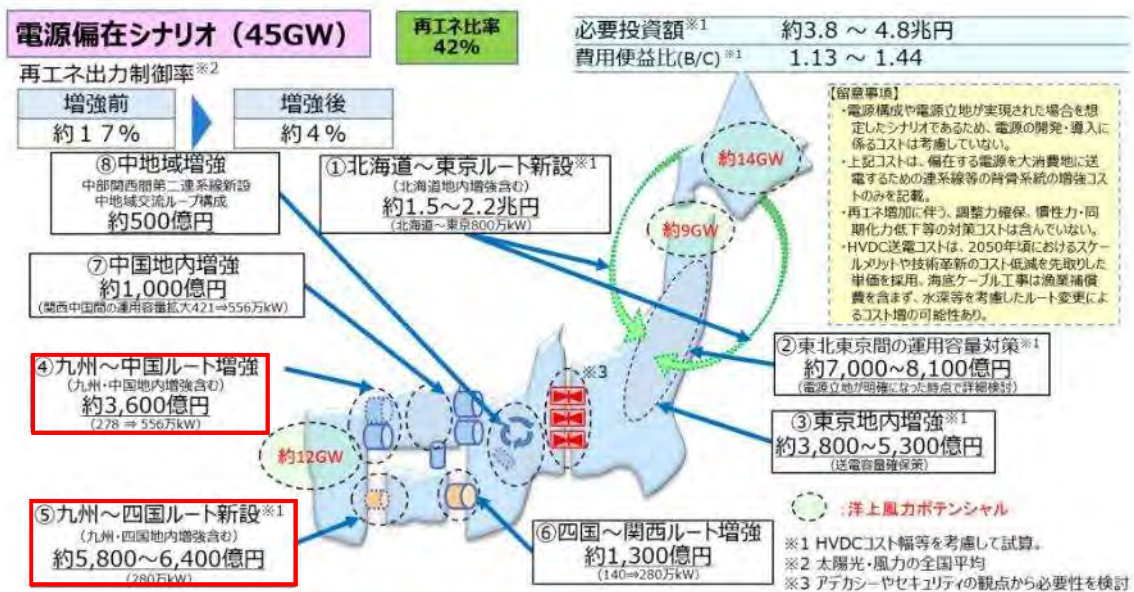 電源偏在シナリオ（45GW）
再エネ比率
42%
必要投資額※1 約3.8 ～ 4.8兆円
費用便益比(B/C) ※1 1.13 ～ 1.44
再エネ出力制御率※2
増強前
約17%
増強後
約4%
【留意事項】
・電源構成や電源立地が実現された場合を想
定したシナリオであるため、電源の開発・導入に
係るコストは考慮していない。
・上記コストは、偏在する電源を大消費地に送
電するための連系線等の背骨系統の増強コス
トのみを記載。
・再エネ増加に伴う、調整力確保、慣性力・同
期化力低下等の対策コストは含んでいない。
・HVDC送電コストは、2050年頃におけるスケー
ルメリットや技術革新のコスト低減を先取りした
単価を採用、海底ケーブル工事は漁業補償
費を含まず、水深等を考慮したルート変更によ
るコスト増の可能性あり。
⑧中地域増強
中部関西間第二連系線新設
中地域交流ループ構成
約500億円
①北海道～東京ルート新設※1
(北海道地内増強含む)
約1.5～2.2兆円
(北海道～東京800万kW)
約14GW
約9GW
⑦中国地内増強
約1,000億円
(関西中国間の運用容量拡大421⇒556万kW)
②東北東京間の運用容量対策※1
約7,000～8,100億円
(電源立地が明確になった時点で詳細検討)
④九州～中国ルート増強
(九州・中国地内増強含む)
約3,600億円
(278 ⇒ 556万kW)
※3
③東京地内増強※1
約3,800～5,300億円
(送電容量確保策)
約12GW
⑤九州～四国ルート新設※1
(九州・四国地内増強含む)
約5,800～6,400億円
(280万kW)
⑥四国～関西ルート増強
約1,300億円
(140⇒280万kW)
:洋上風力ポテンシャル
※1 HVDCコスト幅等を考慮して試算。
※2 太陽光・風力の全国平均
※3 アデカシーやセキュリティの観点から必要性を検討